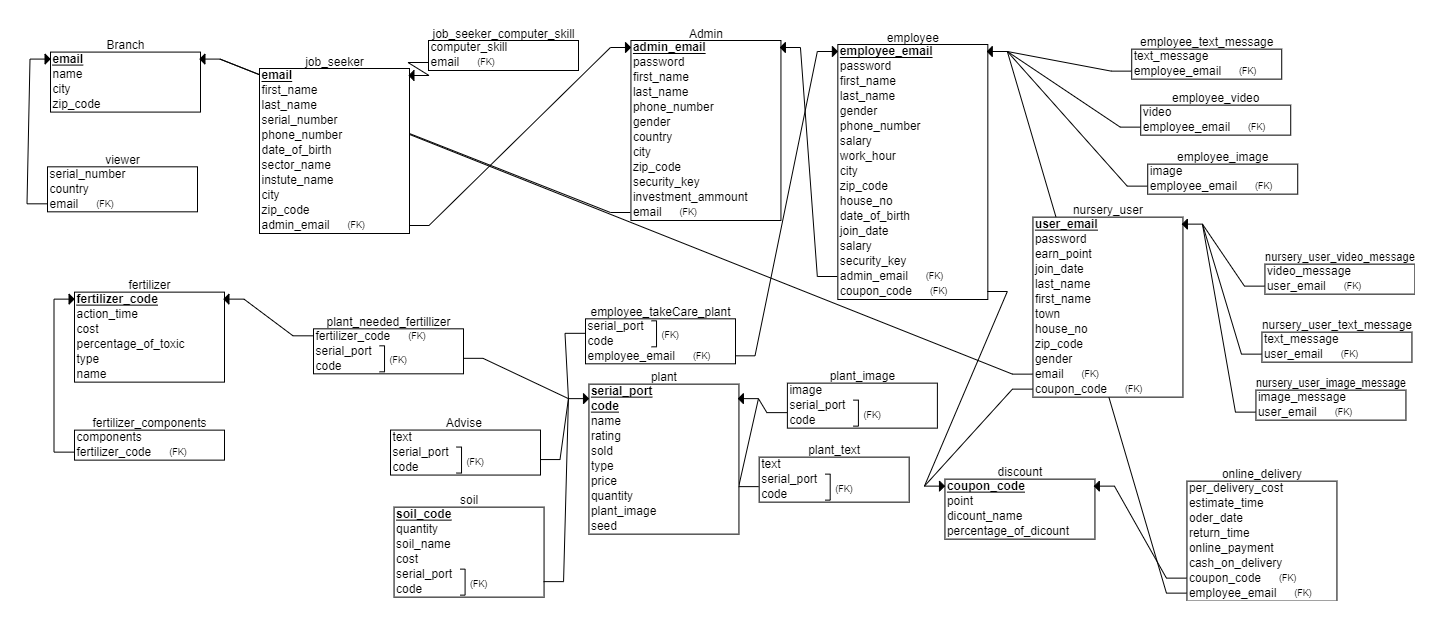 Branch
email
name
city
zip_code
viewer
serial_number
country
email (FK)
job_seeker
email
first_name
last_name
serial_number
phone_number
date_of_birth
sector_name
instute_name
city
zip_code
admin_email (FK)
job_seeker_computer_skill
computer_skill
email (FK)
Admin
admin_email
password
first_name
last_name
phone_number
gender
country
city
zip_code
security_key
investment_ammount
email (FK)
employee
employee_email
password
first_name
last_name
gender
phone_number
salary
work_hour
city
zip_code
house_no
date_of_birth
join_date
salary
security_key
admin_email (FK)
coupon_code (FK)
employee_text_message
text_message
employee_email (FK)
employee_video
video
employee_email (FK)
employee_image
image
employee_email (FK)
nursery_user
user_email
password
earn_point
join_date
last_name
first_name
town
house_no
zip_code
gender
email (FK)
coupon_code (FK)
nursery_user_video_message
video_message
user_email (FK)
nursery_user_text_message
text_message
user_email (FK)
nursery_user_image_message
image_message
user_email (FK)
fertilizer
fertilizer_code
action_time
cost
percentage_of_toxic
type
name
fertilizer_components
components
fertilizer_code (FK)
plant_needed_fertillizer
fertilizer_code (FK)
serial_port
code (FK)
employee_takeCare_plant
serial_port
code (FK)
employee_email (FK)
plant
serial_port
code
name
rating
sold
type
price
quantity
plant_image
seed
Advise
text
serial_port
code (FK)
soil
soil_code
quantity
soil_name
cost
serial_port
code (FK)
plant_image
image
serial_port
code (FK)
plant_text
text
serial_port
code (FK)
discount
coupon_code
point
dicount_name
percentage_of_dicount
online_delivery
per_delivery_cost
estimate_time
oder_date
return_time
online_payment
cash_on_delivery
coupon_code (FK)
employee_email (FK)